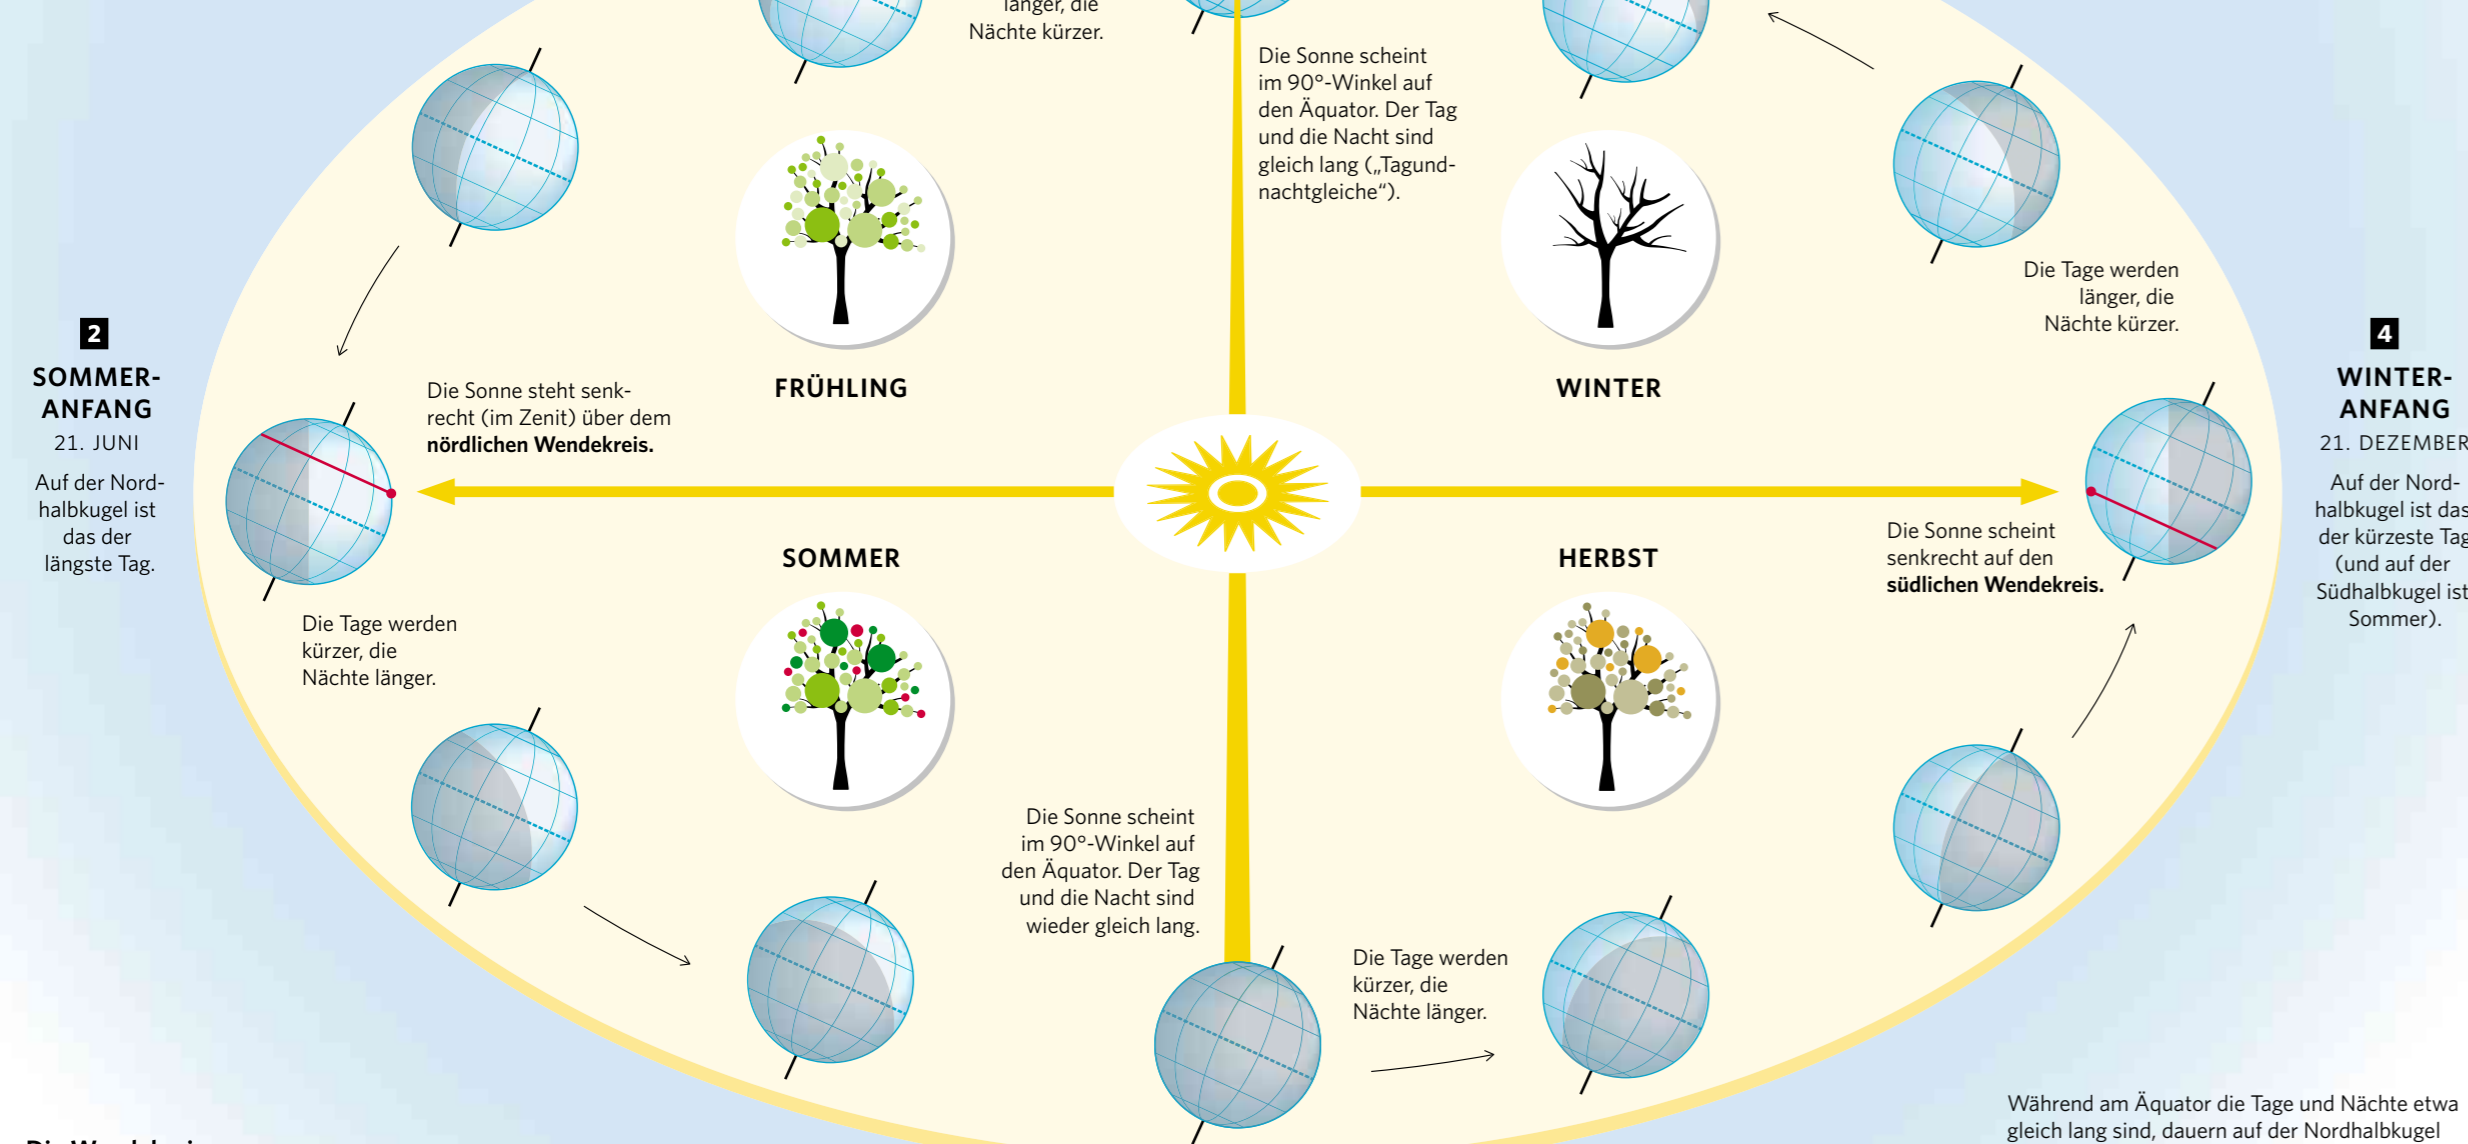 länger, die
Nächte kürzer.
Die Sonne scheint
im 90°-Winkel auf
den Äquator. Der Tag
und die Nacht sind
gleich lang („Tagund-
nachtgleiche“).
Die Tage werden
länger, die
Nächte kürzer.
2
SOMMER-
ANFANG
21. JUNI
Auf der Nord-
halbkugel ist
das der
längste Tag.
Die Sonne steht senk-
recht (im Zenit) über dem
nördlichen Wendekreis.
FRÜHLING
WINTER
4
WINTER-
ANFANG
21. DEZEMBER
Auf der Nord-
halbkugel ist das
der kürzeste Tag
(und auf der
Südhalbkugel ist
Sommer).
Die Sonne scheint
senkrecht auf den
südlichen Wendekreis.
SOMMER
HERBST
Die Tage werden
kürzer, die
Nächte länger.
Die Sonne scheint
im 90°-Winkel auf
den Äquator. Der Tag
und die Nacht sind
wieder gleich lang.
Die Tage werden
kürzer, die
Nächte länger.
Während am Äquator die Tage und Nächte etwa
gleich lang sind, dauern auf der Nordhalbkugel